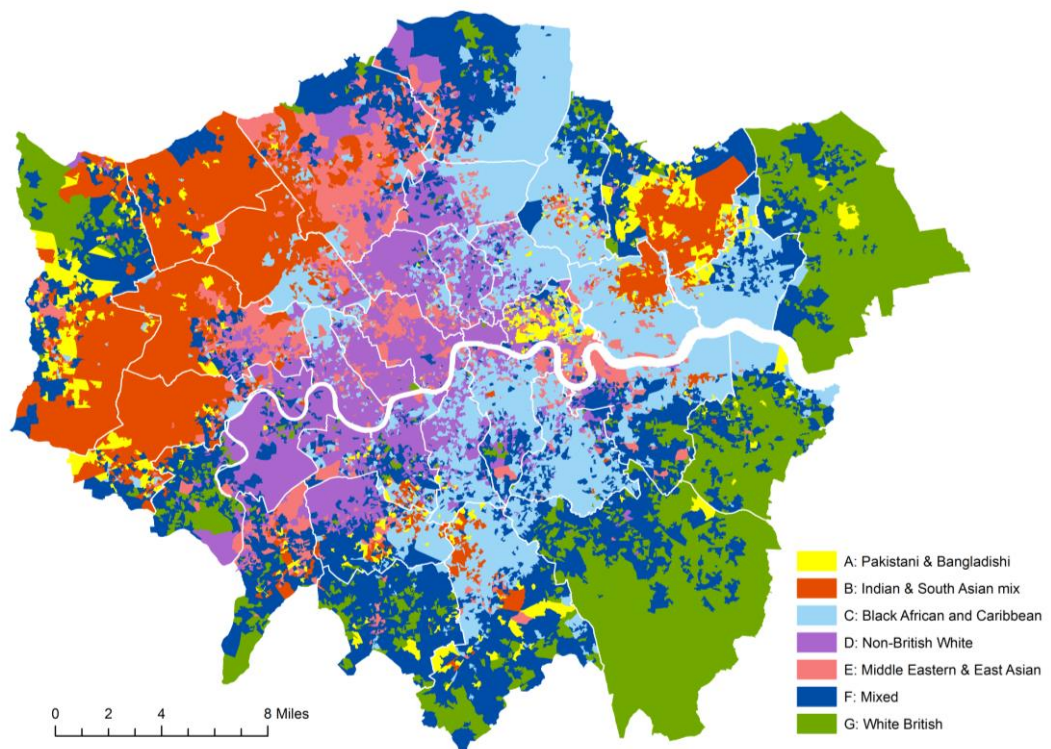 A: Pakistani & Bangladishi
B: Indian & South Asian mix
C: Black African and Caribbean
D: Non-British White
E: Middle Eastern & East Asian
F: Mixed
G: White British
0 2 4 8 Miles